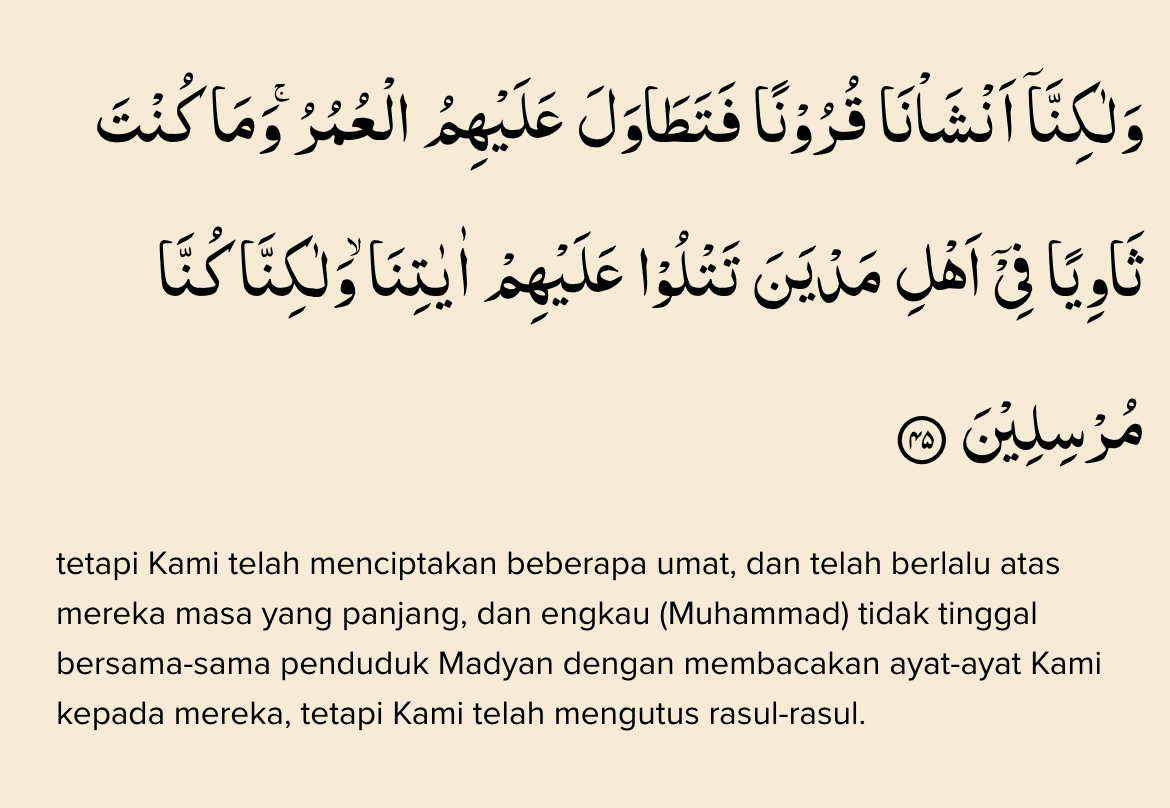 وَلٰكِنَّآ اَنْشَأْنَا قُرُوْنًا فَتَطَاوَلَ عَلَيْهِمُ الْعُمُرُۚ وَمَا كُنْتَ
ثَاوِيًا فِيْٓ اَهْلِ مَدْيَنَ تَتْلُوْا عَلَيْهِمْ اٰيٰتِنَاۙ وَلٰكِنَّا كُنَّا
مُرْسِلِيْنَ ۴۵
tetapi Kami telah menciptakan beberapa umat, dan telah berlalu atas
mereka masa yang panjang, dan engkau (Muhammad) tidak tinggal
bersama-sama penduduk Madyan dengan membacakan ayat-ayat Kami
kepada mereka, tetapi Kami telah mengutus rasul-rasul.